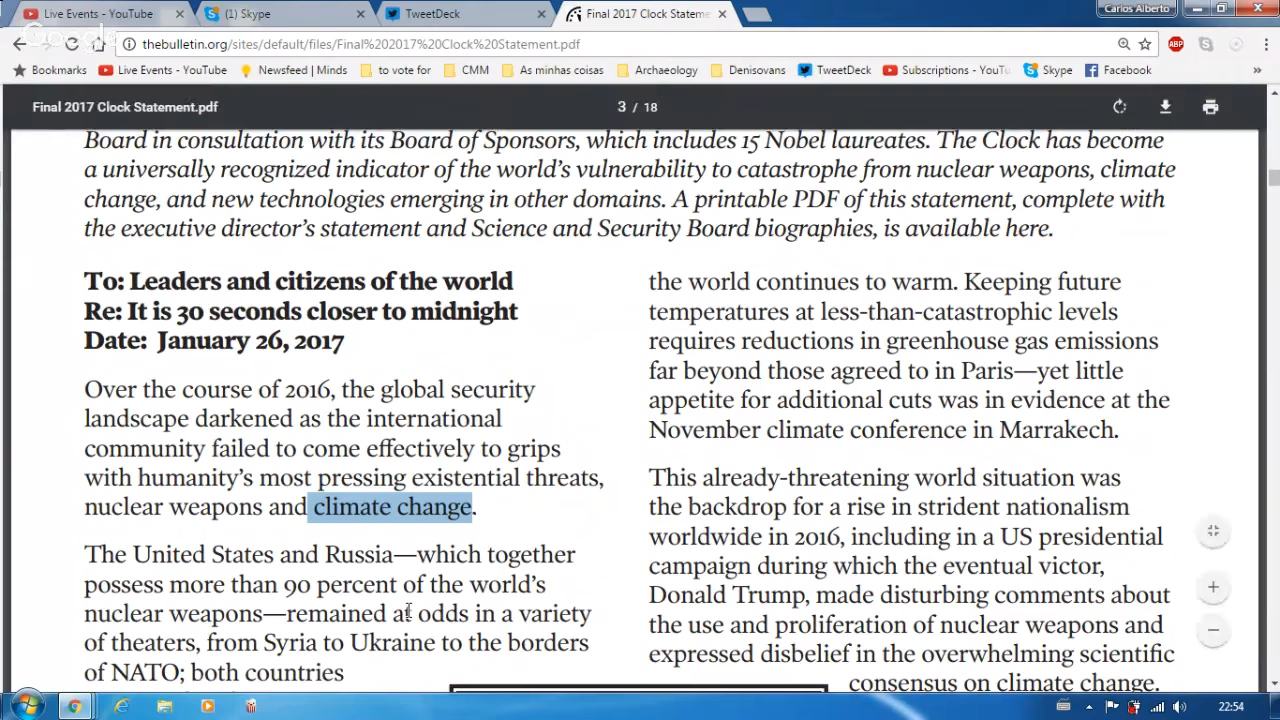 Live Events - YouTube
(1) Skype
TweetDeck
Final 2017 Clock Stateme
Carlos Alberto
thebulletin.org/sites/default/files/Final%202017%20Clock%20Statement.pdf
ABP
Bookmarks
Live Events - YouTube
Newsfeed | Minds
to vote for
CMM
As minhas coisas
Archaeology
Denisovans
TweetDeck
Subscriptions - YouTu
Skype
Facebook
»
Final 2017 Clock Statement.pdf
3 / 18
Board in consultation with its Board of Sponsors, which includes 15 Nobel laureates. The Clock has become
a universally recognized indicator of the world's vulnerability to catastrophe from nuclear weapons, climate
change, and new technologies emerging in other domains. A printable PDF of this statement, complete with
the executive director's statement and Science and Security Board biographies, is available here.
To: Leaders and citizens of the world
Re: It is 30 seconds closer to midnight
Date: January 26, 2017
Over the course of 2016, the global security
landscape darkened as the international
community failed to come effectively to grips
with humanity's most pressing existential threats,
nuclear weapons and climate change.
The United States and Russia—which together
possess more than 90 percent of the world's
nuclear weapons—remained at odds in a variety
of theaters, from Syria to Ukraine to the borders
of NATO; both countries
the world continues to warm. Keeping future
temperatures at less-than-catastrophic levels
requires reductions in greenhouse gas emissions
far beyond those agreed to in Paris—yet little
appetite for additional cuts was in evidence at the
November climate conference in Marrakech.
This already-threatening world situation was
the backdrop for a rise in strident nationalism
worldwide in 2016, including in a US presidential
campaign during which the eventual victor,
Donald Trump, made disturbing comments about
the use and proliferation of nuclear weapons and
expressed disbelief in the overwhelming scientific
consensus on climate change.
22:54